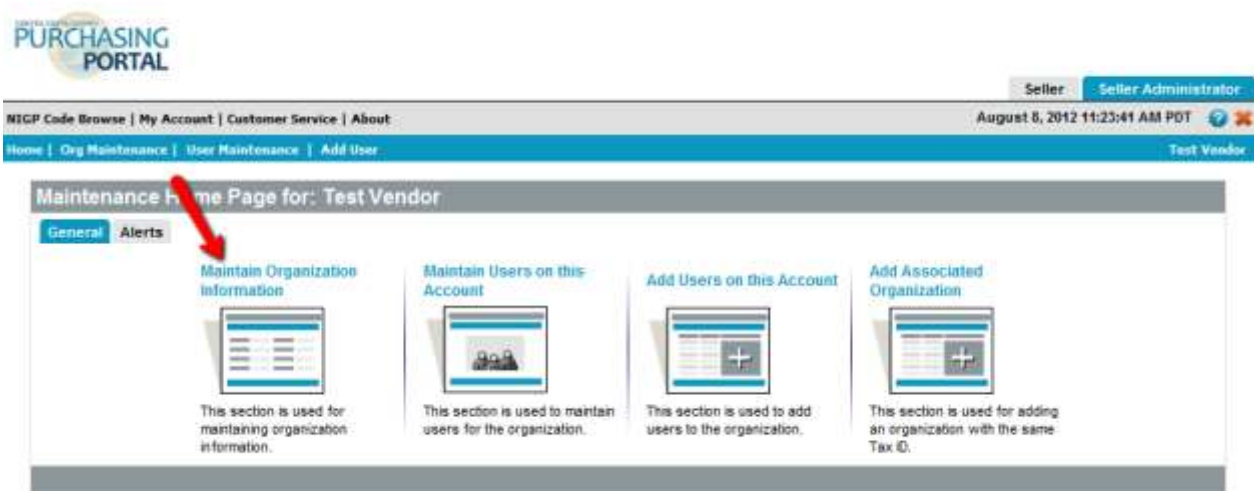 PURCHASING
PORTAL
Seller Seller Administrator
NIGP Code Browse | My Account | Customer Service | About August 8, 2012 11:23:41 AM PDT
Home | Org Maintenance | User Maintenance | Add User Test Vendor
Maintenance Home Page for: Test Vendor
General Alerts
Maintain Organization
Information
This section is used for
maintaining organization
information.
Maintain Users on this
Account
This section is used to maintain
users for the organization.
Add Users on this Account
This section is used to add
users to the organization.
Add Associated
Organization
This section is used for adding
an organization with the same
Tax ID.